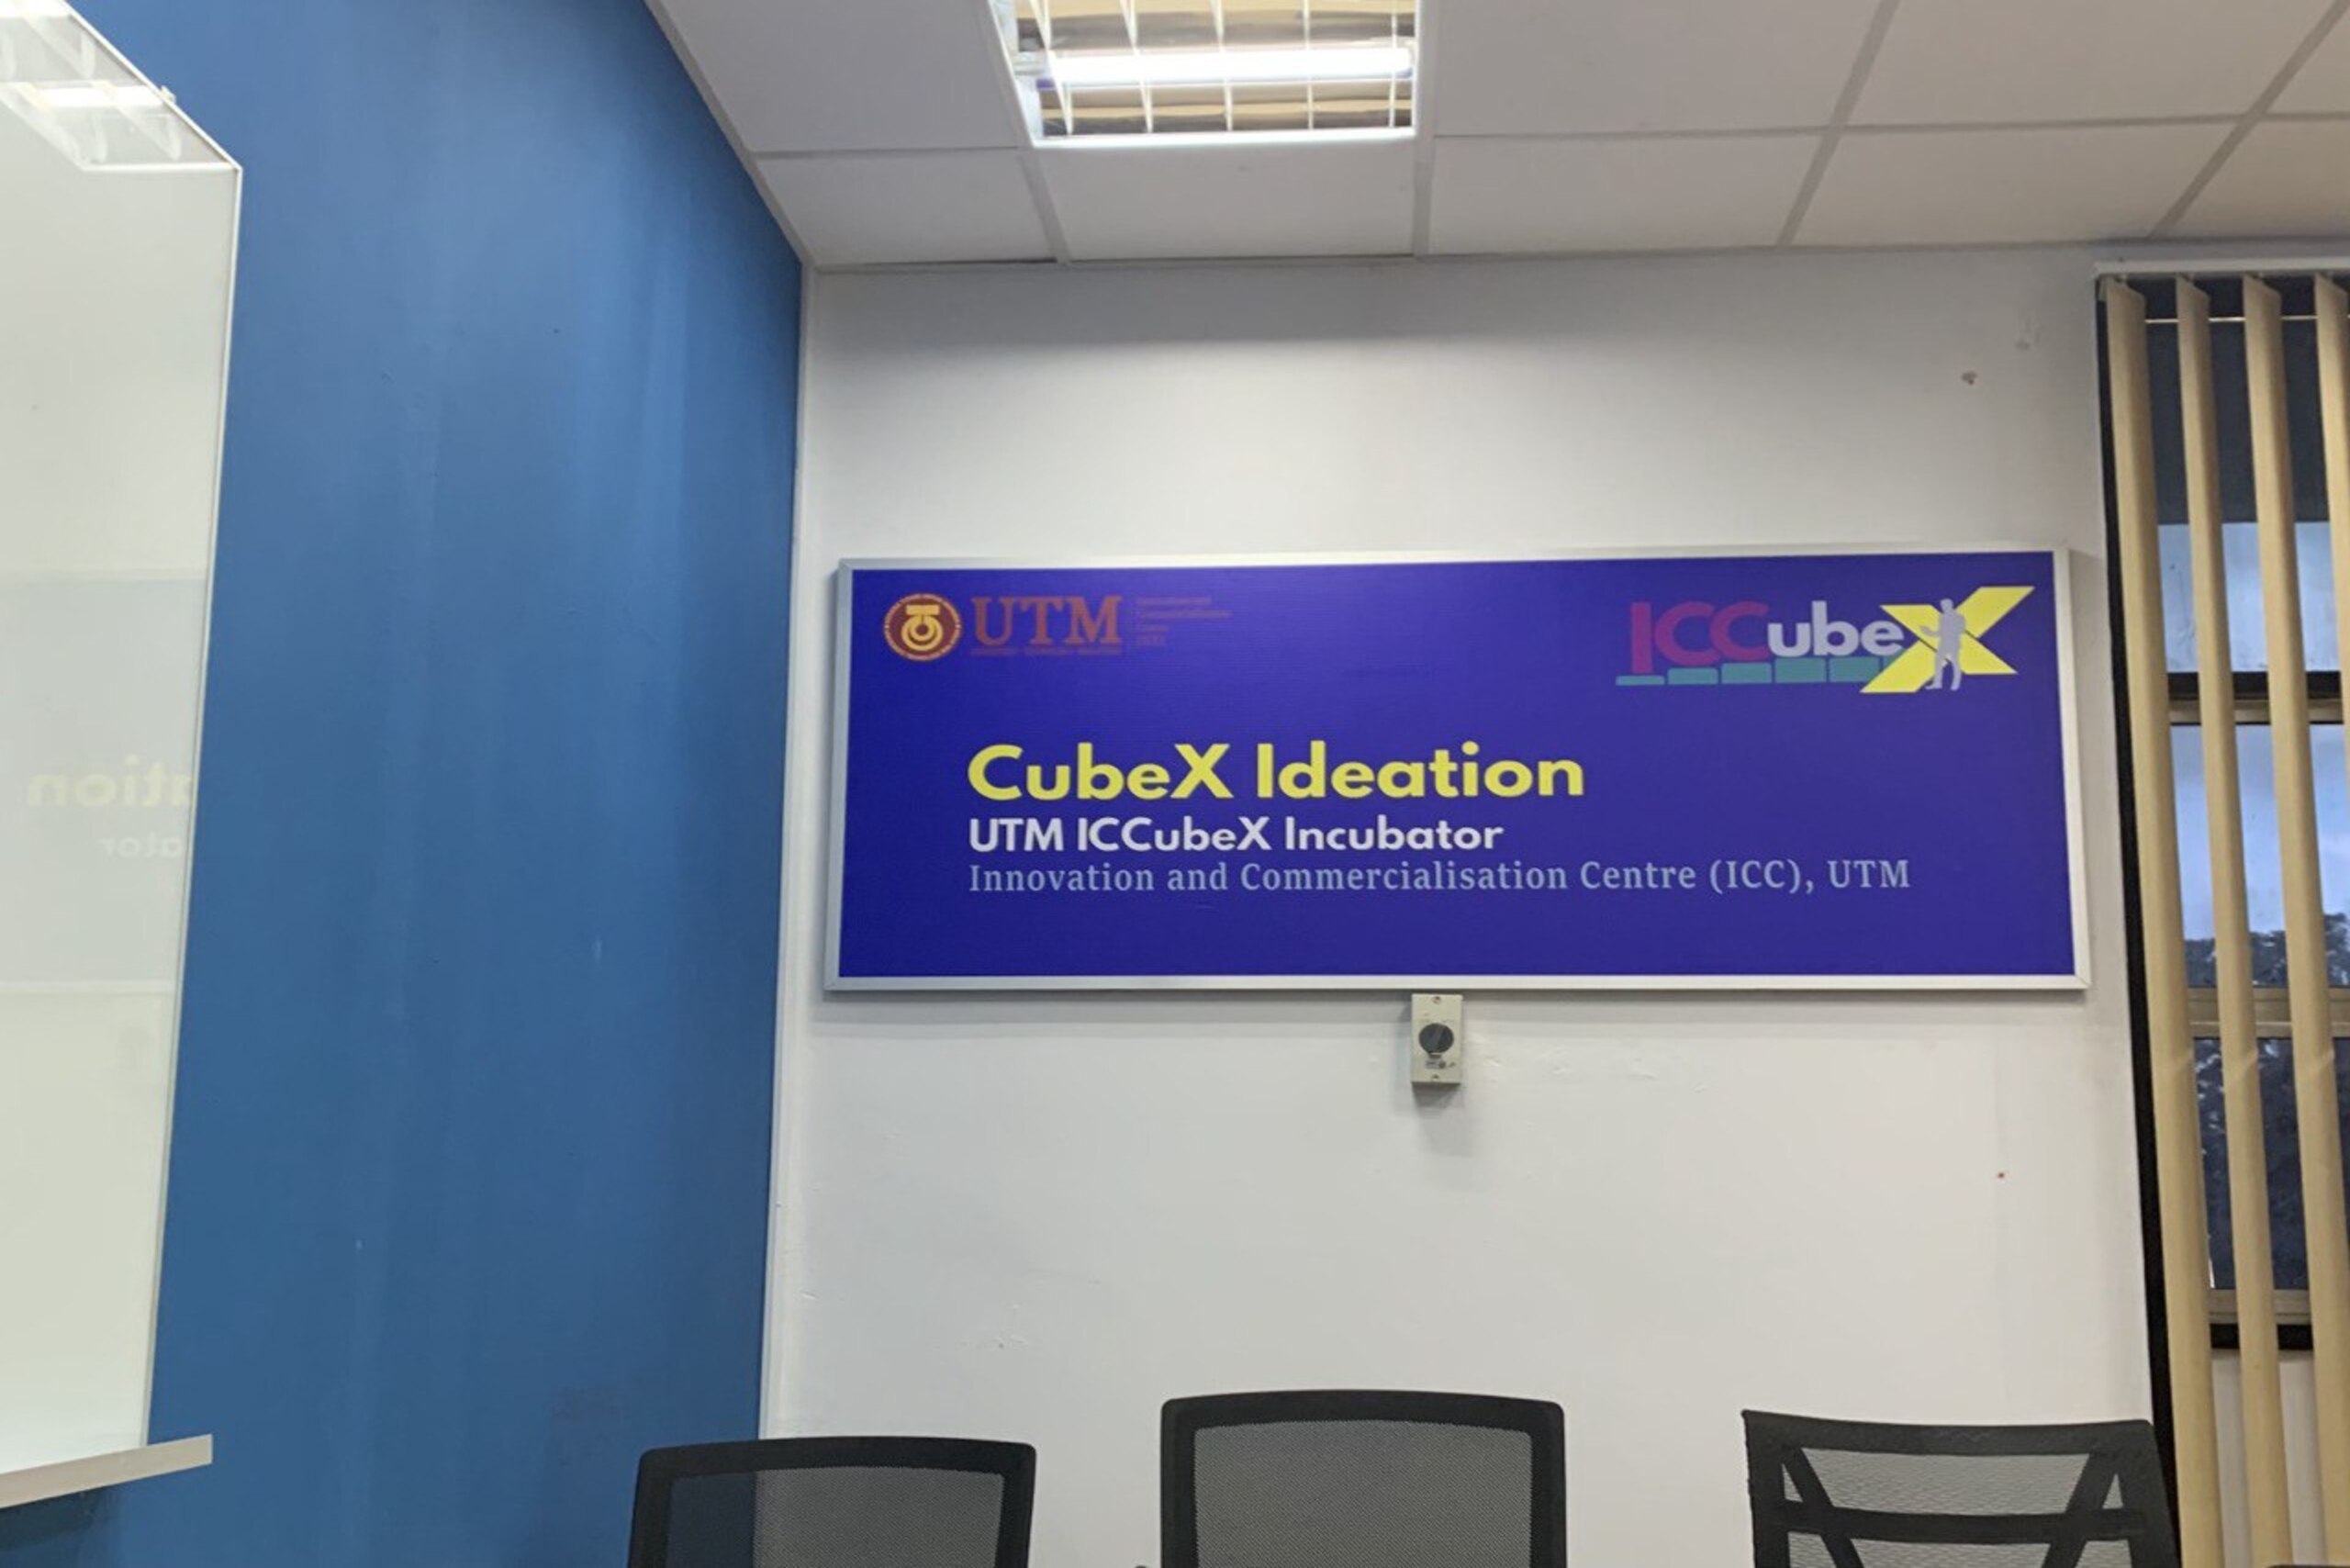 UTM
ICCubeX
CubeX Ideation
UTM ICCubeX Incubator
Innovation and Commercialisation Centre (ICC), UTM